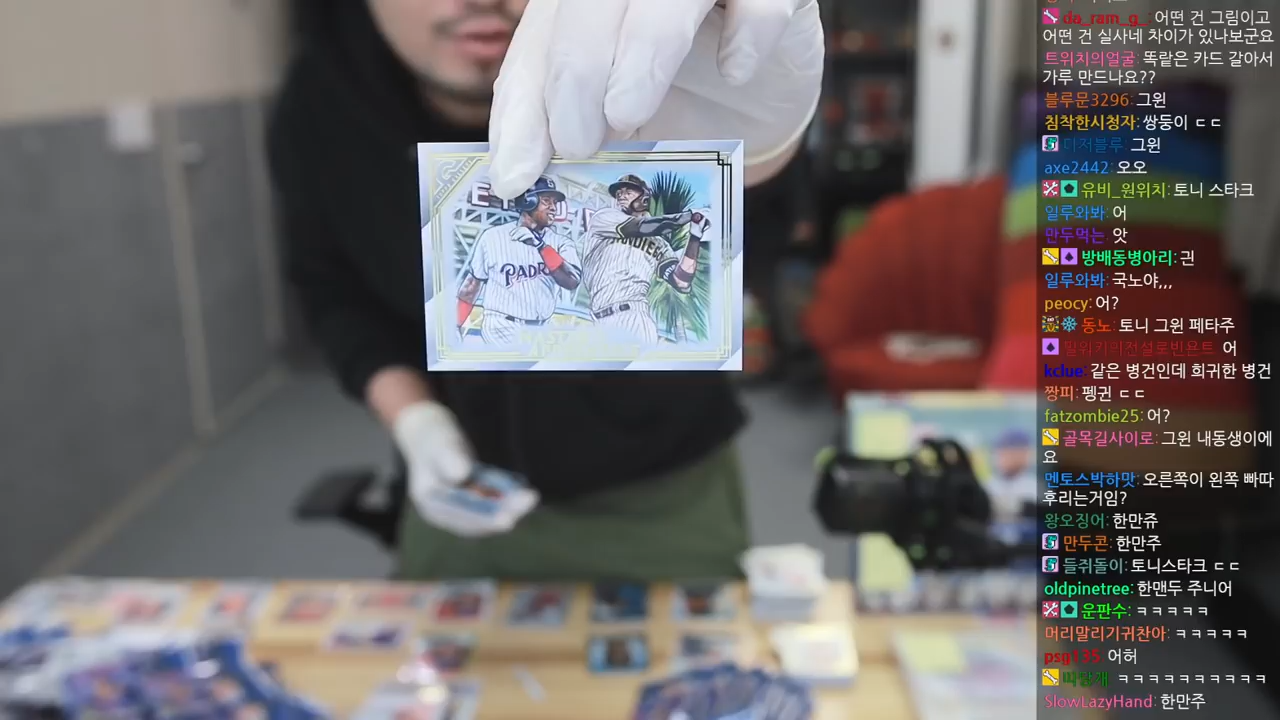 da_ram_g_: 어떤 건 그림이고
어떤 건 실사네 차이가 있나보군요
트위치의얼굴: 똑같은 카드 갈아서
가루 만드나요??
블루문3296: 그윈
침착한시청자: 쌍둥이 ㄷㄷ
미저블루: 그윈
axe2442: 오오
유비_원위치: 토니 스타크
일루와봐: 어
만두먹는: 앗
방배동병아리: 긘
일루와봐: 국노야,,,
peocy: 어?
동노: 토니 그윈 페타주
어
kclue: 같은 병건인데 희귀한 병건
짱피: 펭귄 ㄷㄷ
fatzombie25: 어?
골목길사이로: 그윈 내동생이에
요
멘토스박하맛: 오른쪽이 왼쪽 빠따
후리는거임?
왕오징어: 한만쥬
만두콘: 한만주
들쥐돌이: 토니스타크 ㄷㄷ
oldpinetree: 한맨두 주니어
운판수: ㅋㅋㅋㅋㅋ
머리말리기귀찬아: ㅋㅋㅋㅋㅋ
psg135: 어허
ㅋㅋㅋㅋㅋㅋㅋㅋㅋㅋ
SlowLazyHand: 한만주
PADR
SAN DIEGO